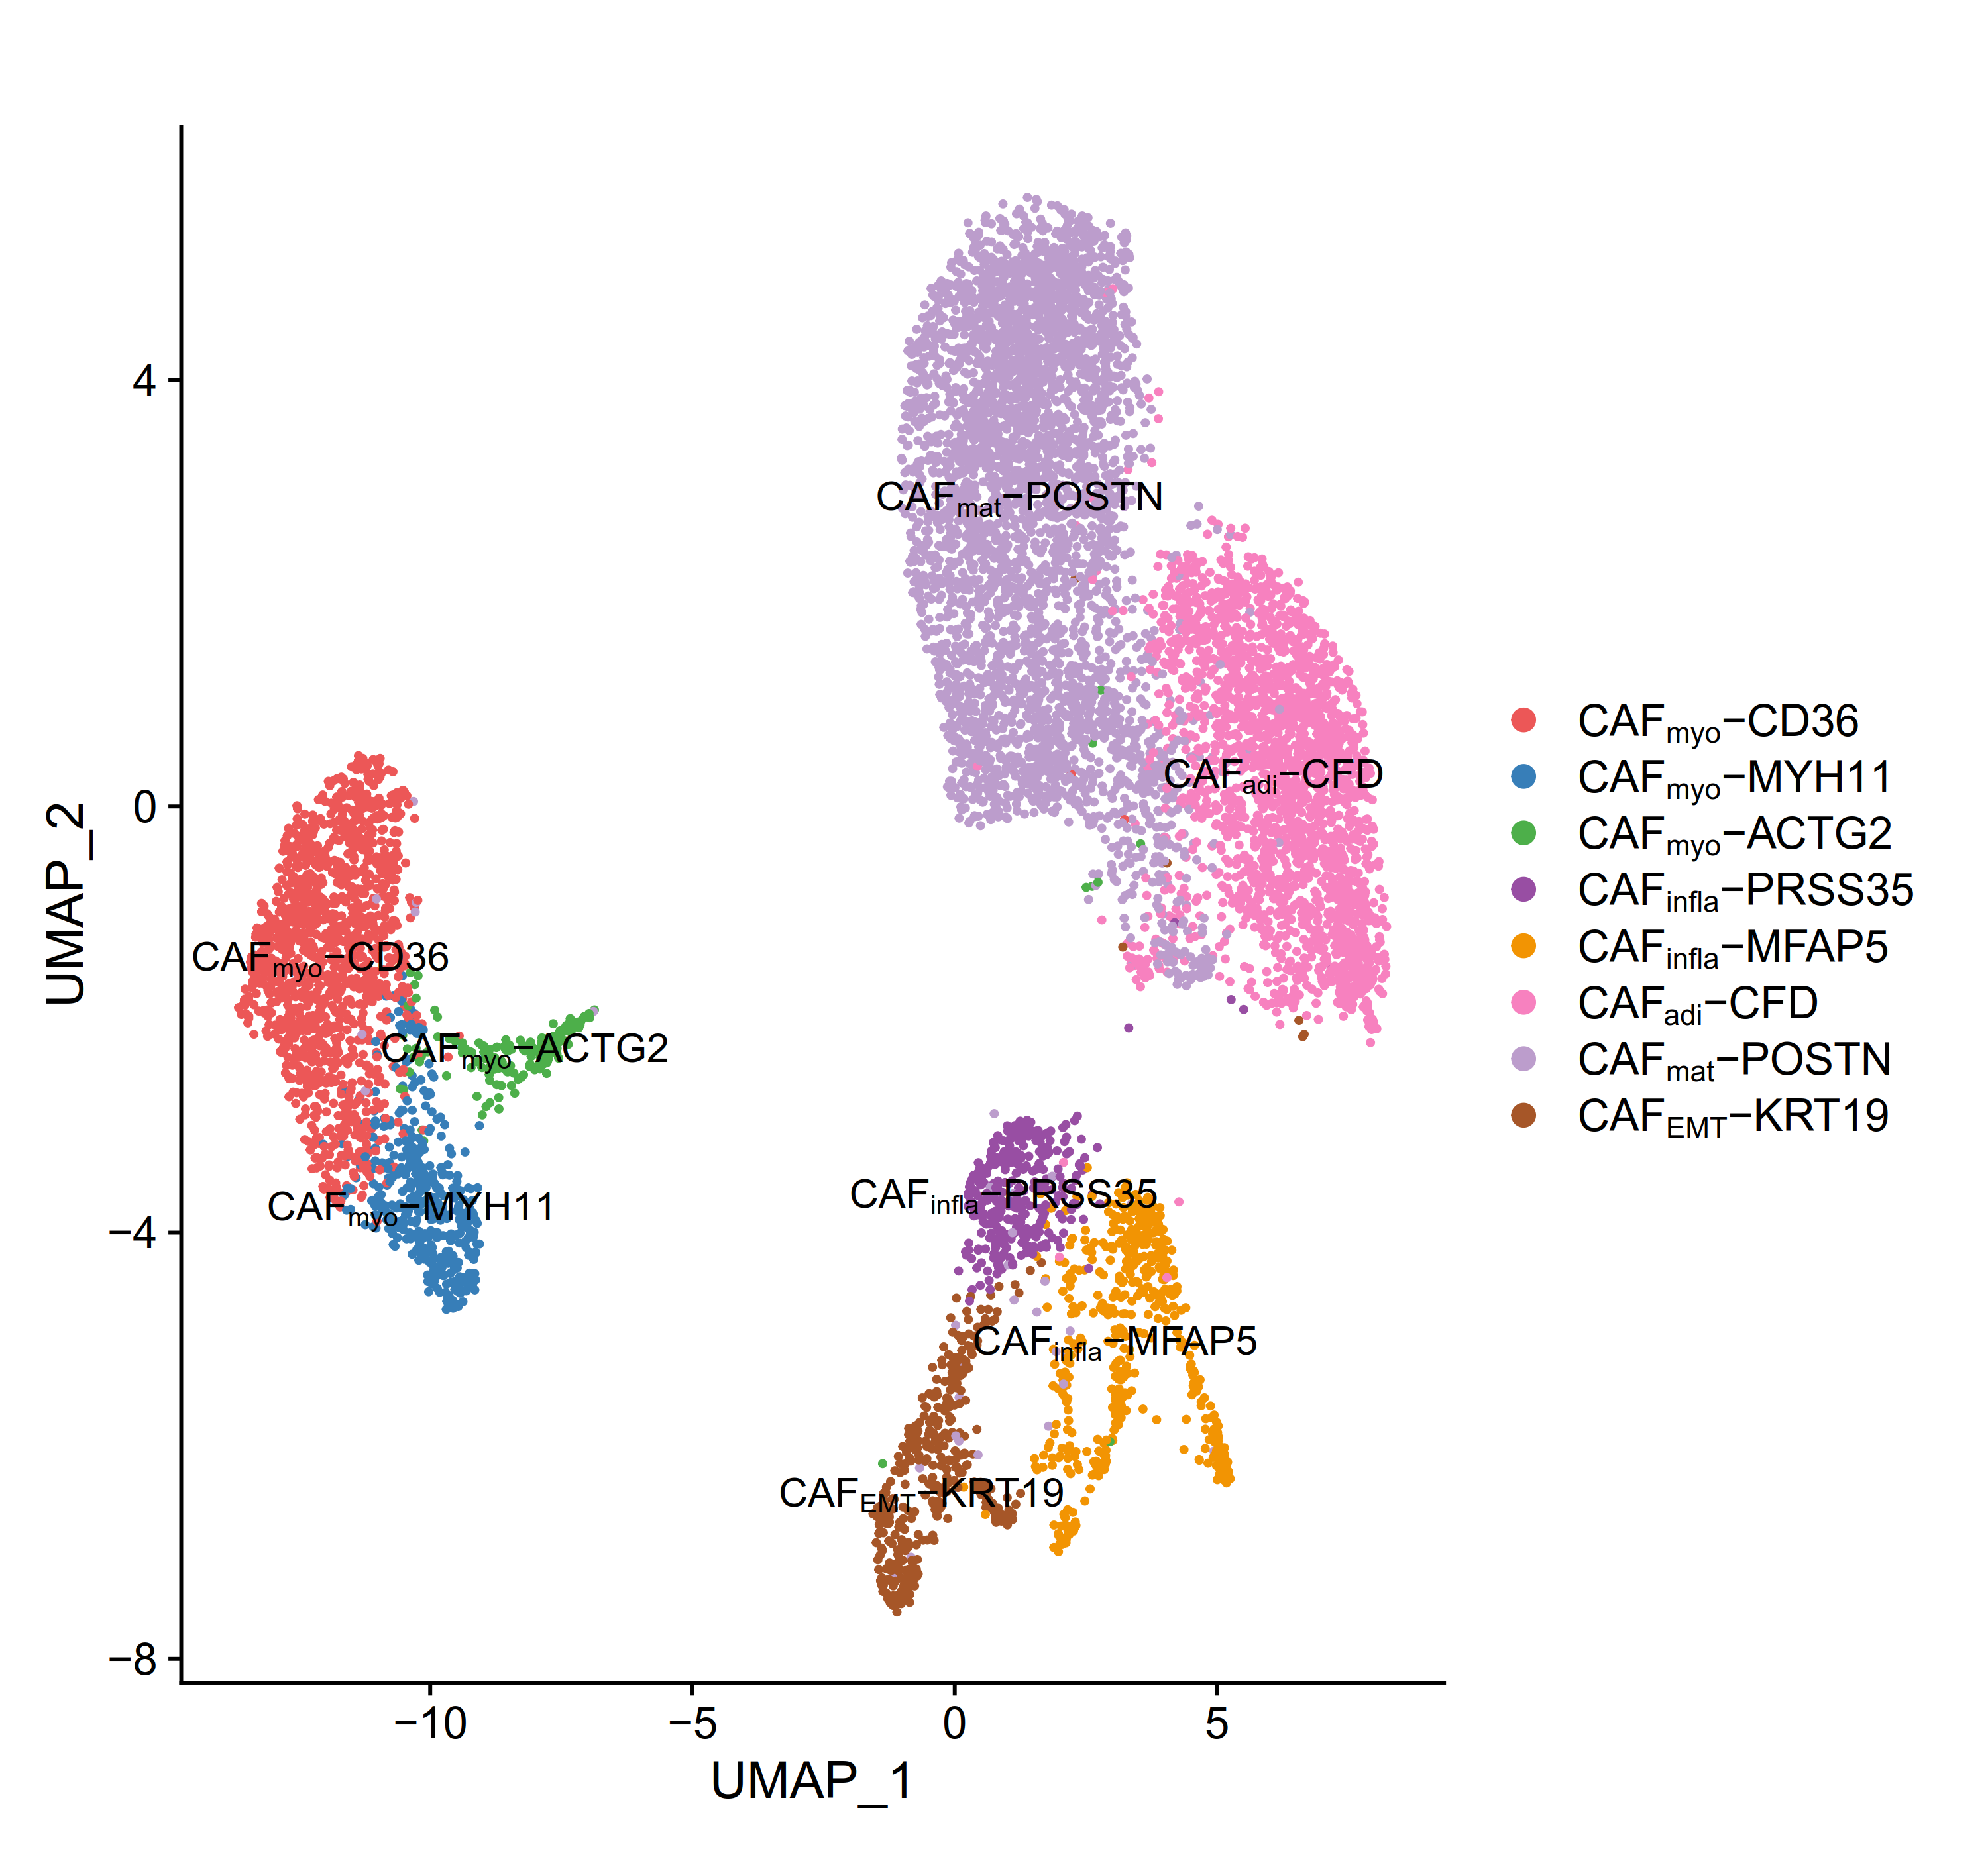 CAFmat−POSTN
CAFadi−CFD
CAFmyo−CD36
CAFmyo−ACTG2
CAFmyo−MYH11
CAFinfla−PRSS35
CAFinfla−MFAP5
CAFEMT−KRT19
4
0
−4
−8
UMAP_2
−10 −5 0 5
UMAP_1
CAFmyo−CD36
CAFmyo−MYH11
CAFmyo−ACTG2
CAFinfla−PRSS35
CAFinfla−MFAP5
CAFadi−CFD
CAFmat−POSTN
CAFEMT−KRT19